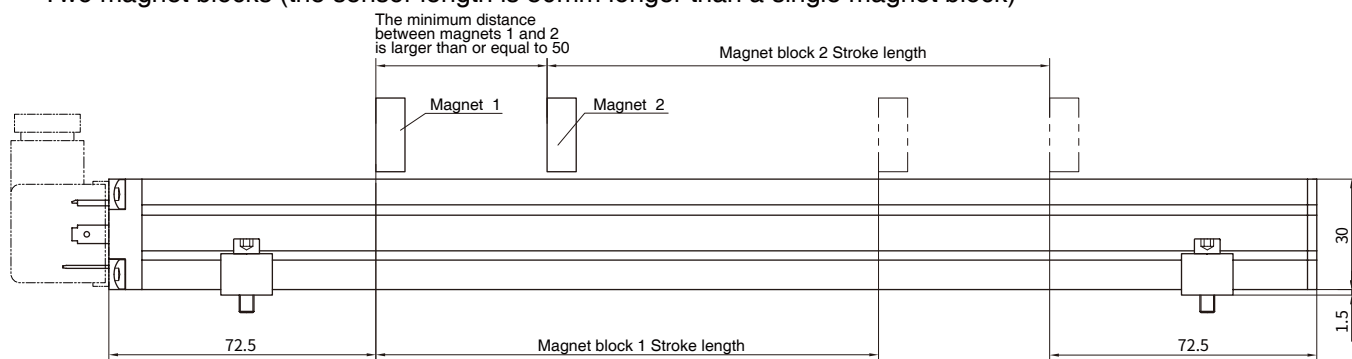 Two magnet blocks (the sensor length is 50mm longer than a single magnet block)
The minimum distance
between magnets 1 and 2
is larger than or equal to 50
Magnet block 2 Stroke length
Magnet 1
Magnet 2
30
1.5
72.5
Magnet block 1 Stroke length
72.5